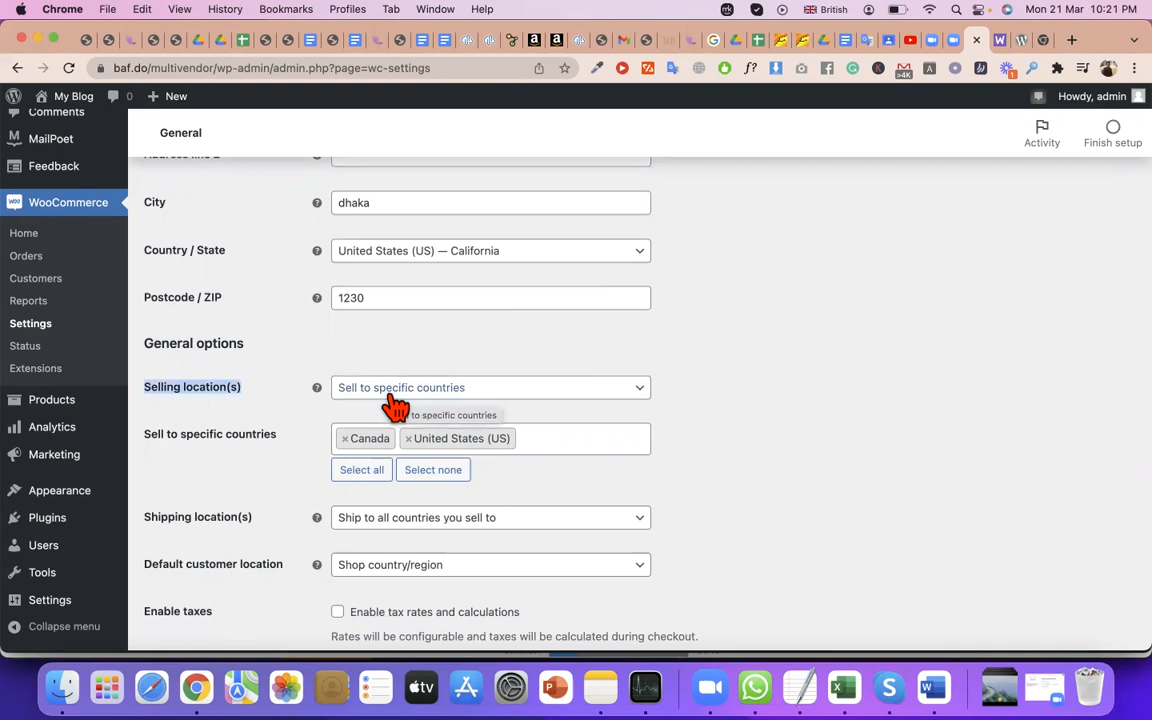 Chrome File Edit View History Bookmarks Profiles Tab Window Help British Mon 21 Mar 10:21 PM
baf.do/multivendor/wp-admin/admin.php?page=wc-settings
My Blog 0 New Howdy, admin
Comments
MailPoet
Feedback
WooCommerce
Home
Orders
Customers
Reports
Settings
Status
Extensions
Products
Analytics
Marketing
Appearance
Plugins
Users
Tools
Settings
Collapse menu
General
Activity
Finish setup
City dhaka
Country / State United States (US) — California
Postcode / ZIP 1230
General options
Selling location(s) Sell to specific countries
to specific countries
Sell to specific countries × Canada × United States (US)
Select all Select none
Shipping location(s) Ship to all countries you sell to
Default customer location Shop country/region
Enable taxes Enable tax rates and calculations
Rates will be configurable and taxes will be calculated during checkout.
tv